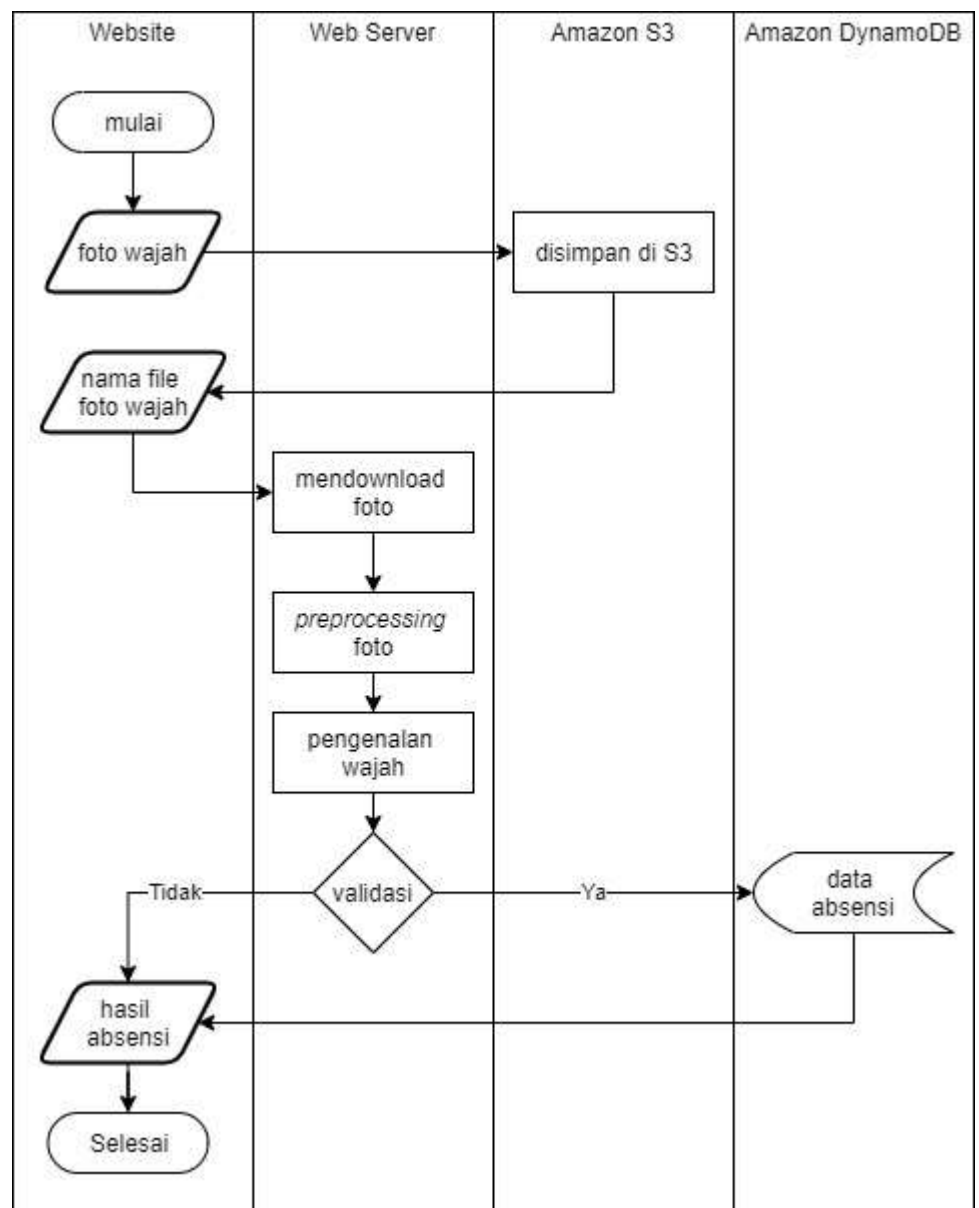 Website
Web Server
Amazon S3
Amazon DynamoDB
mulai
foto wajah
disimpan di S3
nama file
foto wajah
mendownload
foto
preprocessing
foto
pengenalan
wajah
Tidak
validasi
Ya
data
absensi
hasil
absensi
Selesai